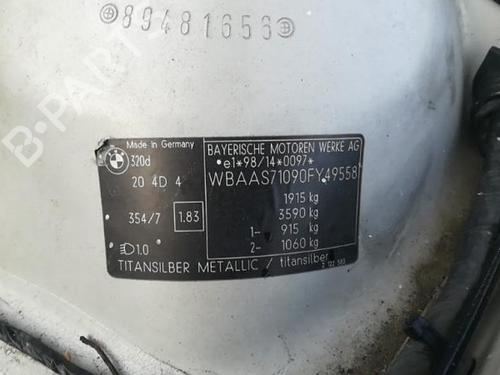 89481656
Made in Germany
BMW
320d
20 4D 4
354/7 1.83
1.0
TITANSILBER METALLIC / titansilber
BAYERISCHE MOTOREN WERKE AG
e1*98/14*0097*
WBAAS71090FY49558
1915 kg
3590 kg
1- 915 kg
2- 1060 kg